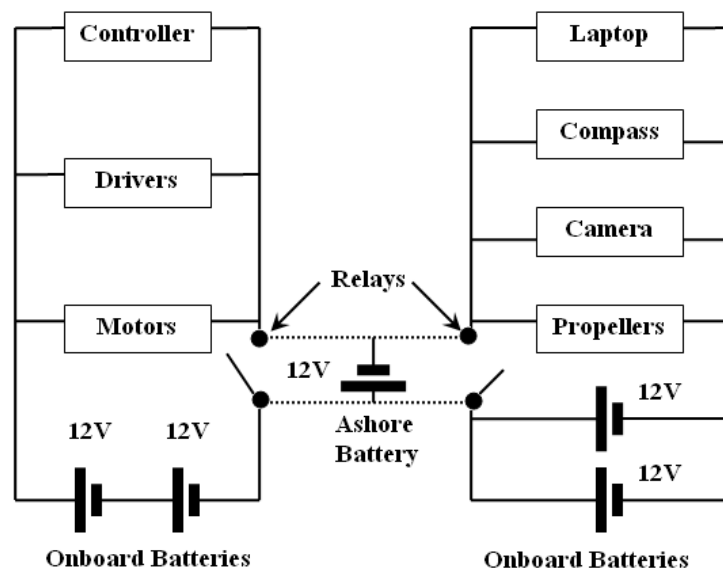 Controller
Laptop
Compass
Drivers
Camera
Relays
Motors
Propellers
12V
12V
12V
12V
Ashore
Battery
12V
Onboard Batteries
Onboard Batteries